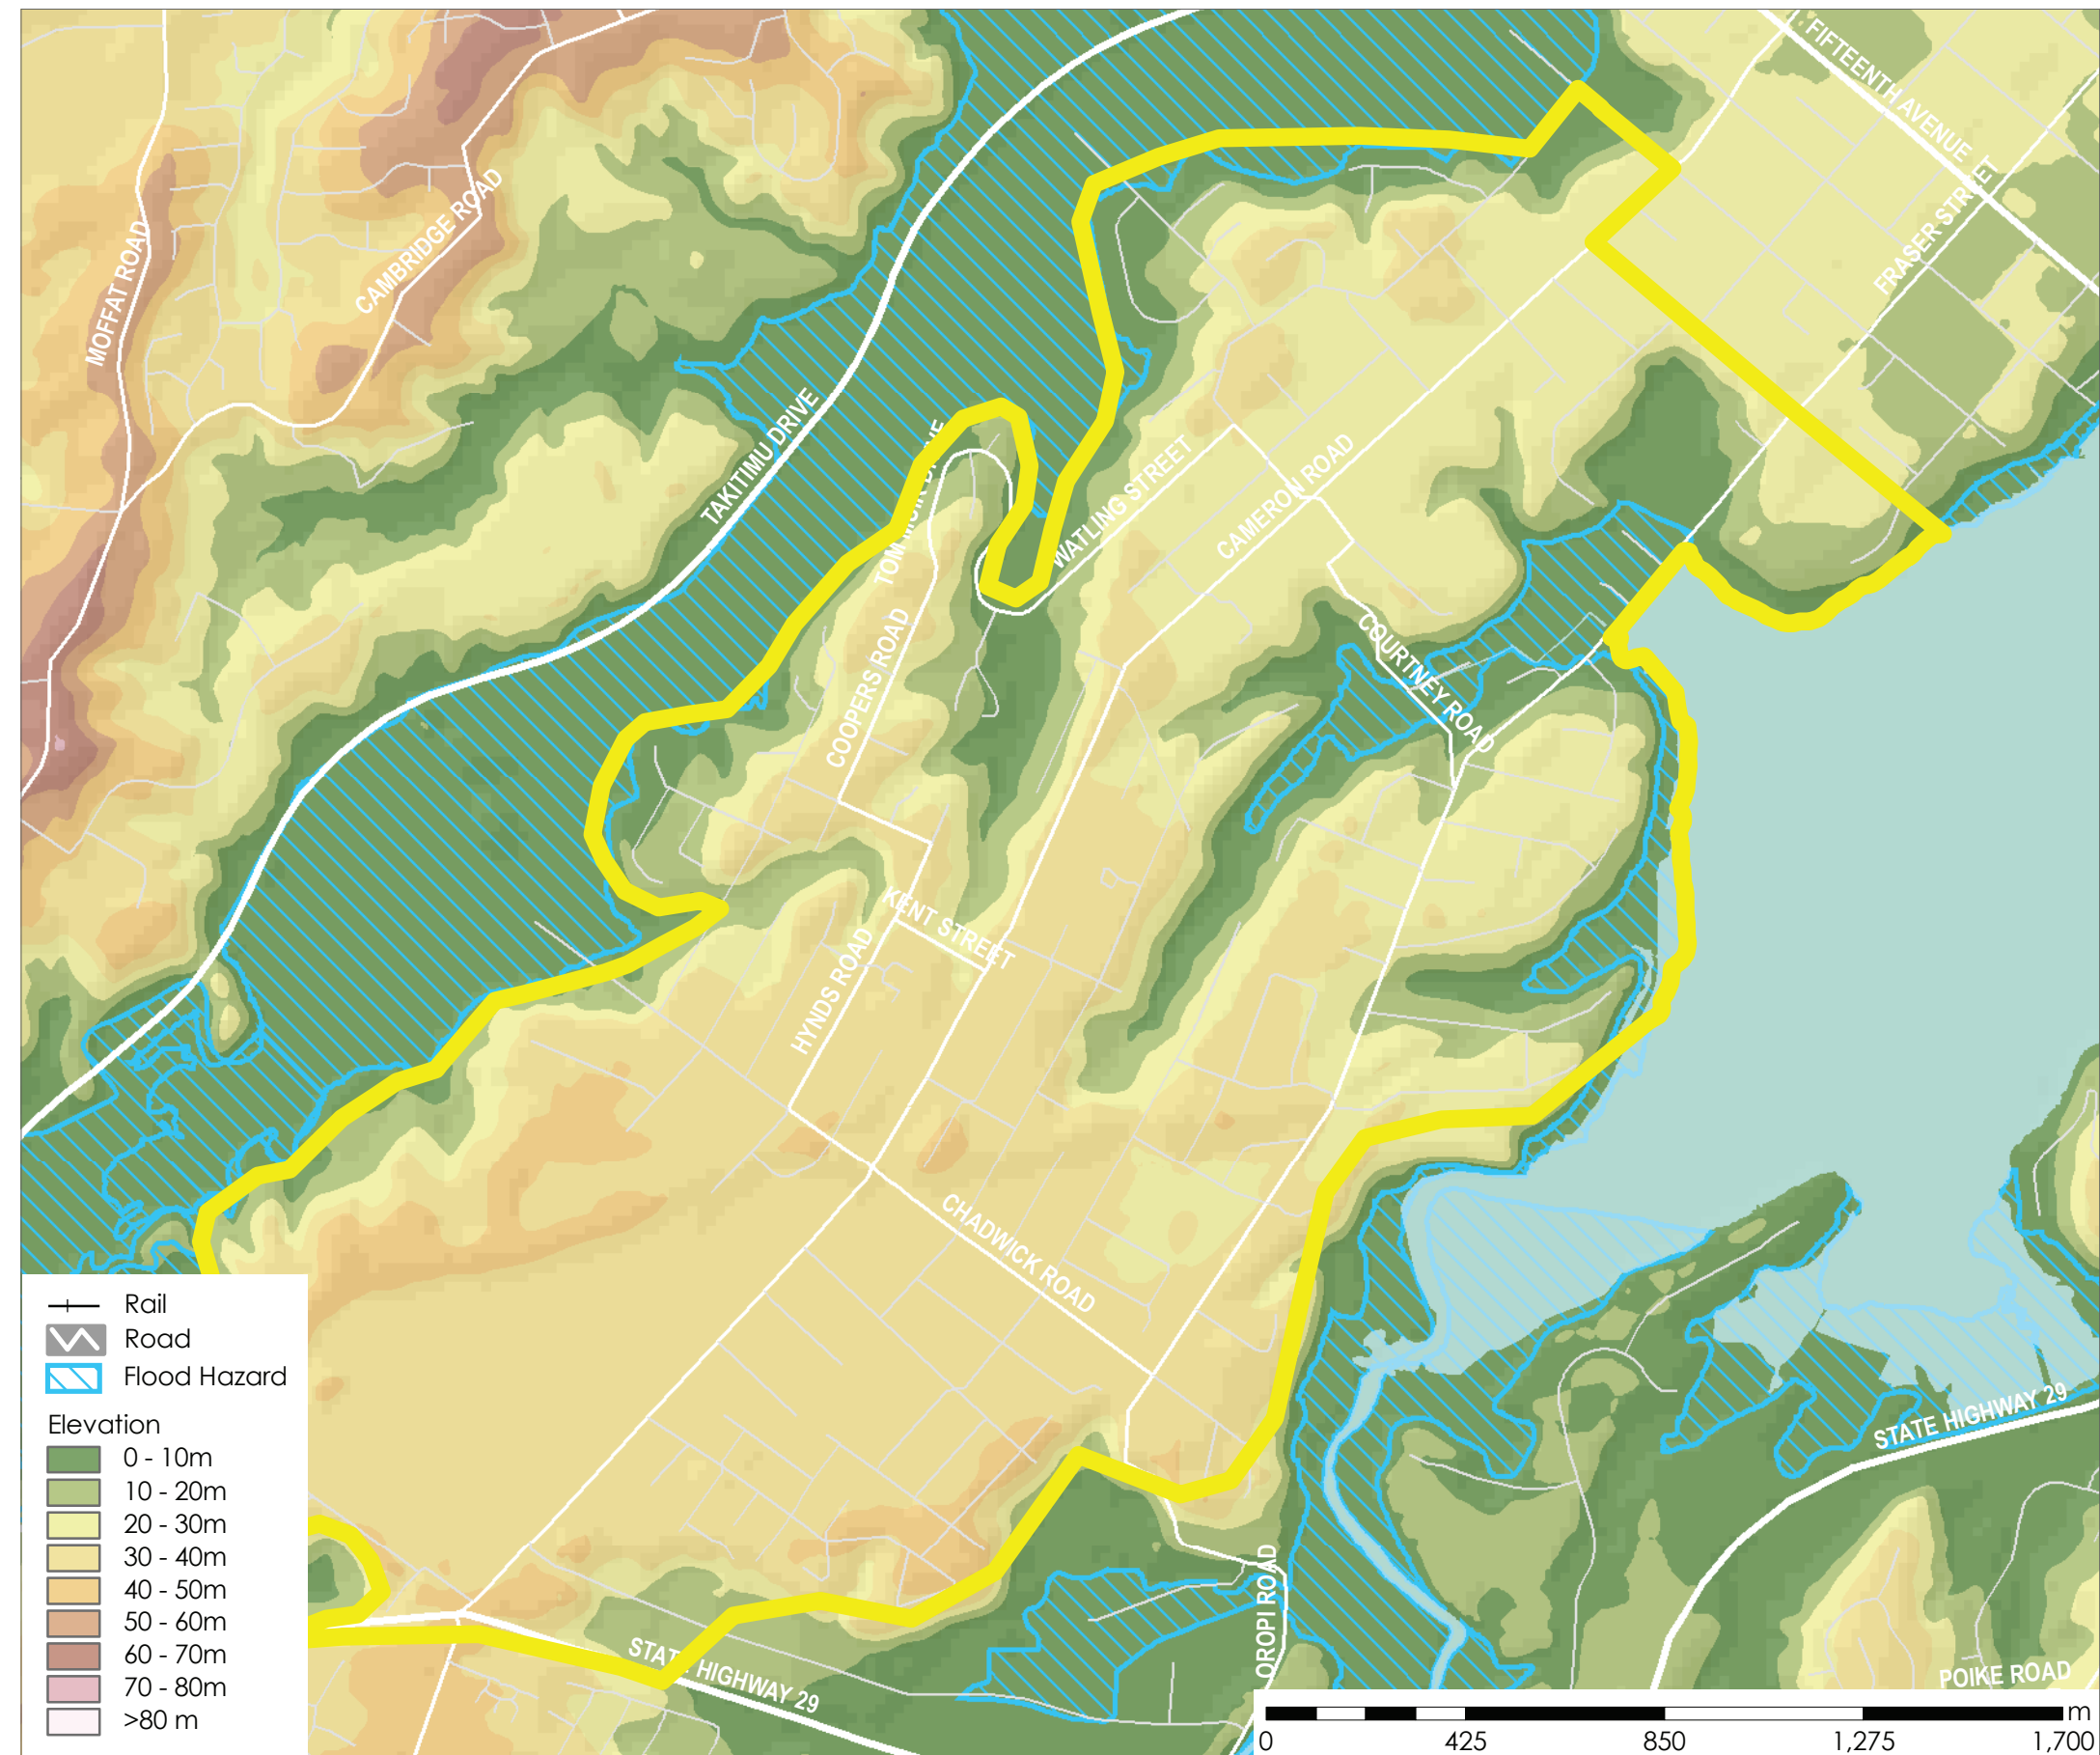 FIFTEENTH AVENUE
FRASER STREET
CAMBRIDGE ROAD
MOFFAT ROAD
TAKITIMU DRIVE
WATLING STREET
CAMERON ROAD
COURTNEY ROAD
COOPERS ROAD
KENT STREET
HYNDS ROAD
CHADWICK ROAD
STATE HIGHWAY 29
STATE HIGHWAY 29
OROPI ROAD
POIKE ROAD
Rail
Road
Flood Hazard
Elevation
0 - 10m
10 - 20m
20 - 30m
30 - 40m
40 - 50m
50 - 60m
60 - 70m
70 - 80m
>80 m
m
0 425 850 1,275 1,700